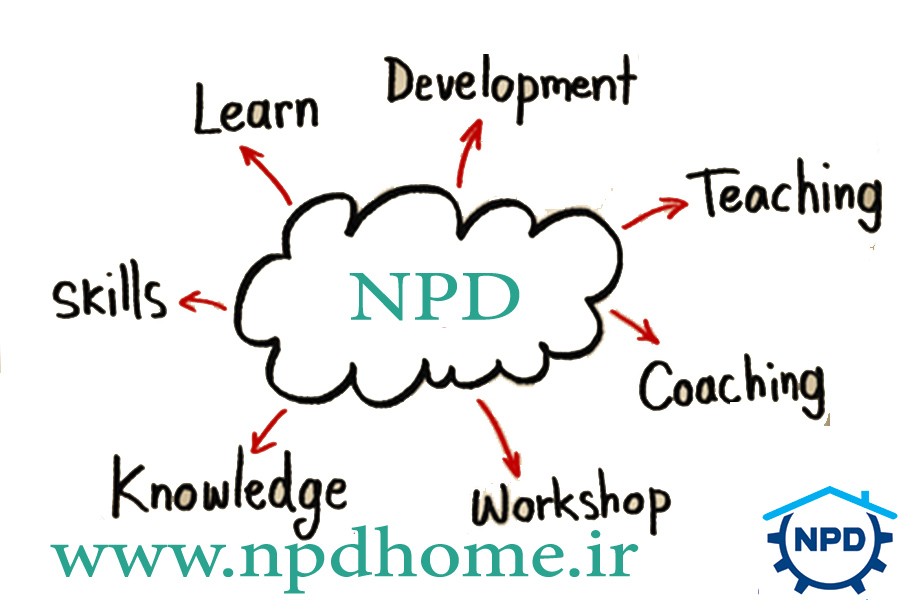 Development
Learn
Teaching
NPD
Skills
Coaching
Knowledge
Workshop
www.npdhome.ir
NPD